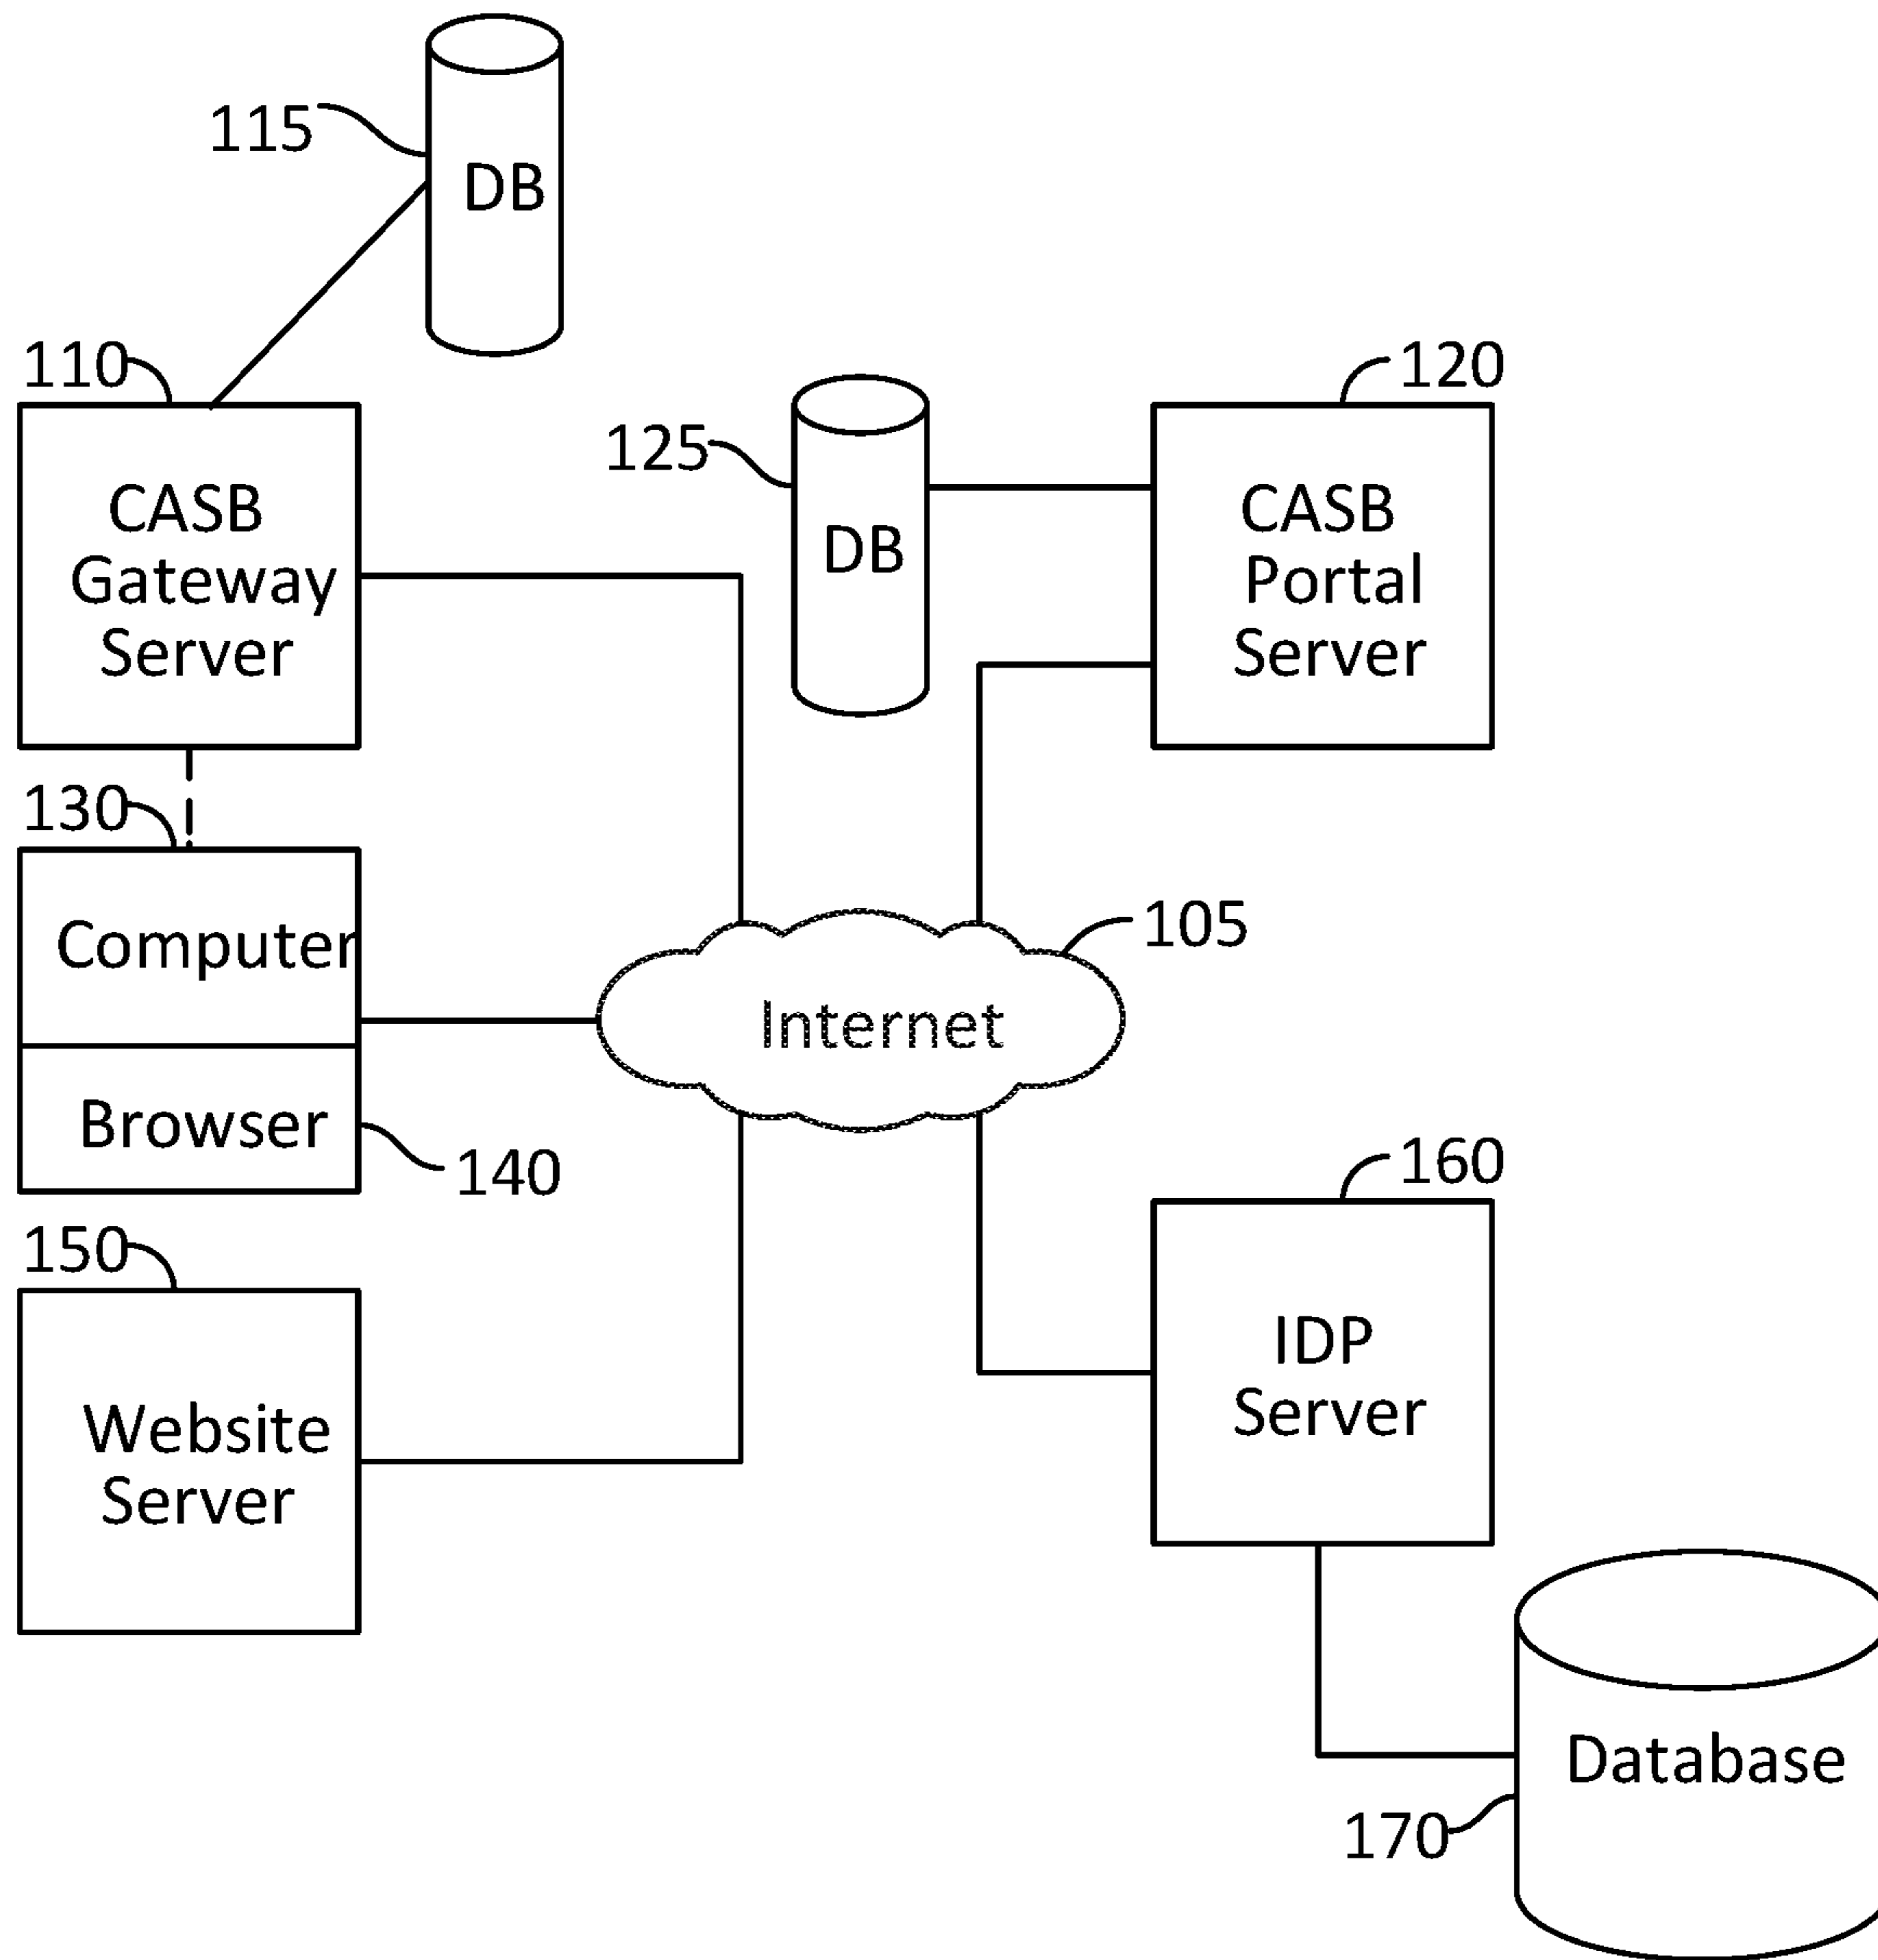 115
DB
110
CASB
Gateway
Server
125
DB
120
CASB
Portal
Server
130
Computer
Browser
140
105
Internet
150
Website
Server
160
IDP
Server
Database
170